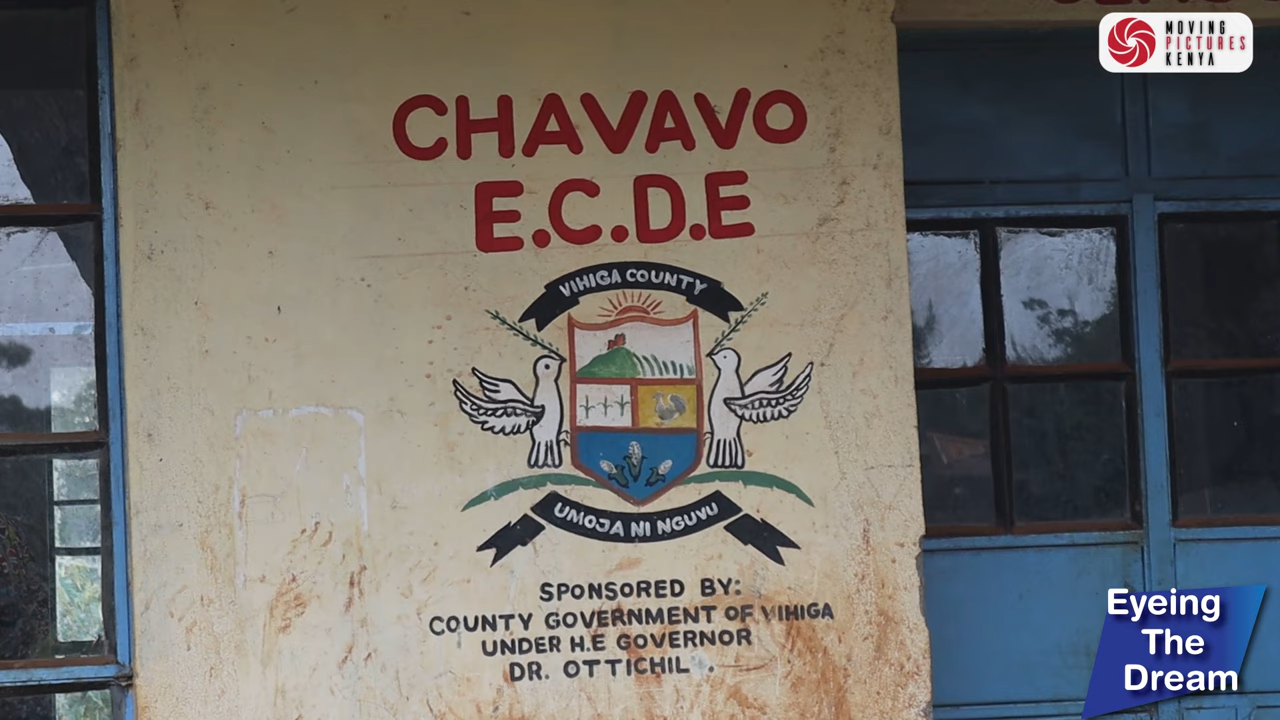 MOVING
PICTURES
KENYA
CHAVAVO
E.C.D.E
VIHIGA COUNTY
UMOJA NI NGUVU
SPONSORED BY:
COUNTY GOVERNMENT OF VIHIGA
UNDER H.E GOVERNOR
DR. OTTICHIL .
Eyeing
The
Dream